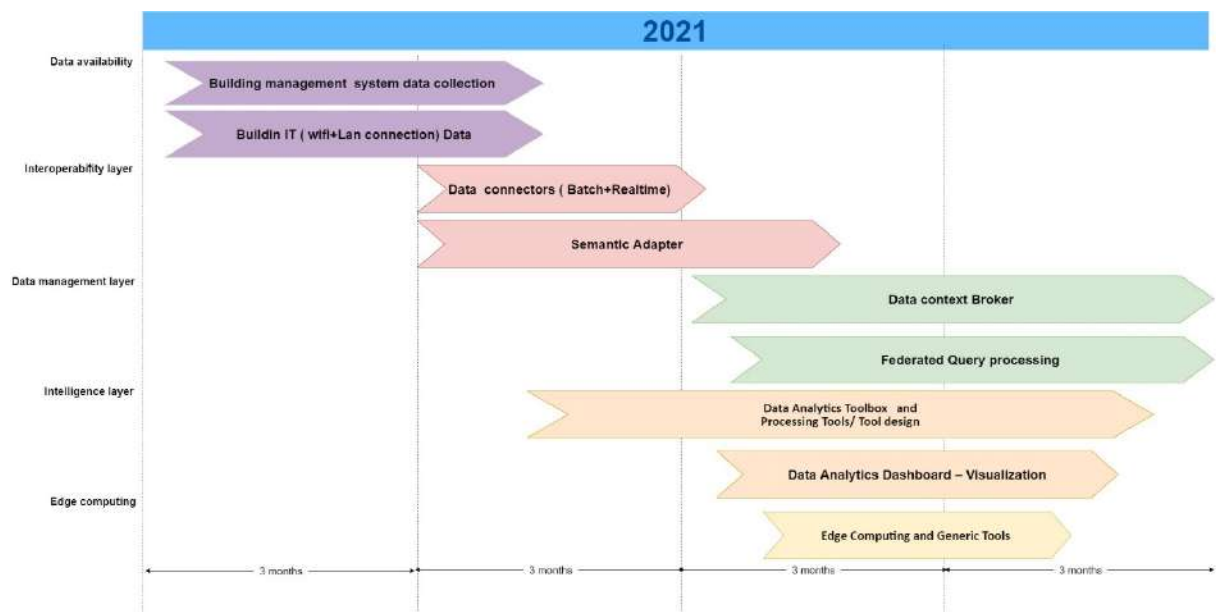 2021
Data availability
Building management system data collection
Buildin IT ( wifi+Lan connection) Data
Interoperability layer
Data connectors ( Batch+Realtime)
Semantic Adapter
Data management layer
Data context Broker
Federated Query processing
Intelligence layer
Data Analytics Toolbox and
Processing Tools/ Tool design
Data Analytics Dashboard – Visualization
Edge computing
Edge Computing and Generic Tools
3 months
3 months
3 months
3 months